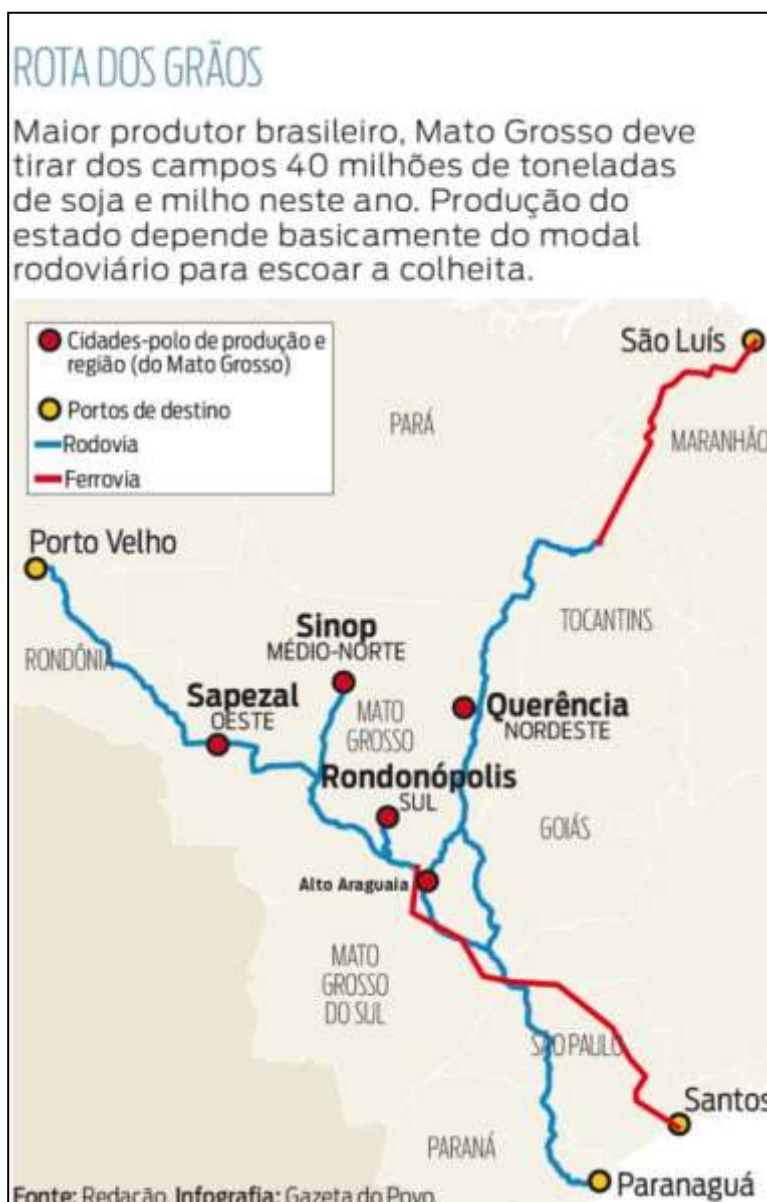 ROTA DOS GRÃOS
Maior produtor brasileiro, Mato Grosso deve
tirar dos campos 40 milhões de toneladas
de soja e milho neste ano. Produção do
estado depende basicamente do modal
rodoviário para escoar a colheita.
Cidades-polo de produção e
região (do Mato Grosso)
Portos de destino
Rodovia
Ferrovia
São Luís
PARÁ
MARANHÃO
Porto Velho
TOCANTINS
Sinop
MÉDIO-NORTE
RONDÔNIA
Sapezal
OESTE
MATO
GROSSO
Querência
NORDESTE
Rondonópolis
SUL
GOIÁS
Alto Araguaia
MATO
GROSSO
DO SUL
SÃO PAULO
Santos
PARANÁ
Paranaguá
Fonte: Redação. Infografia: Gazeta do Povo.